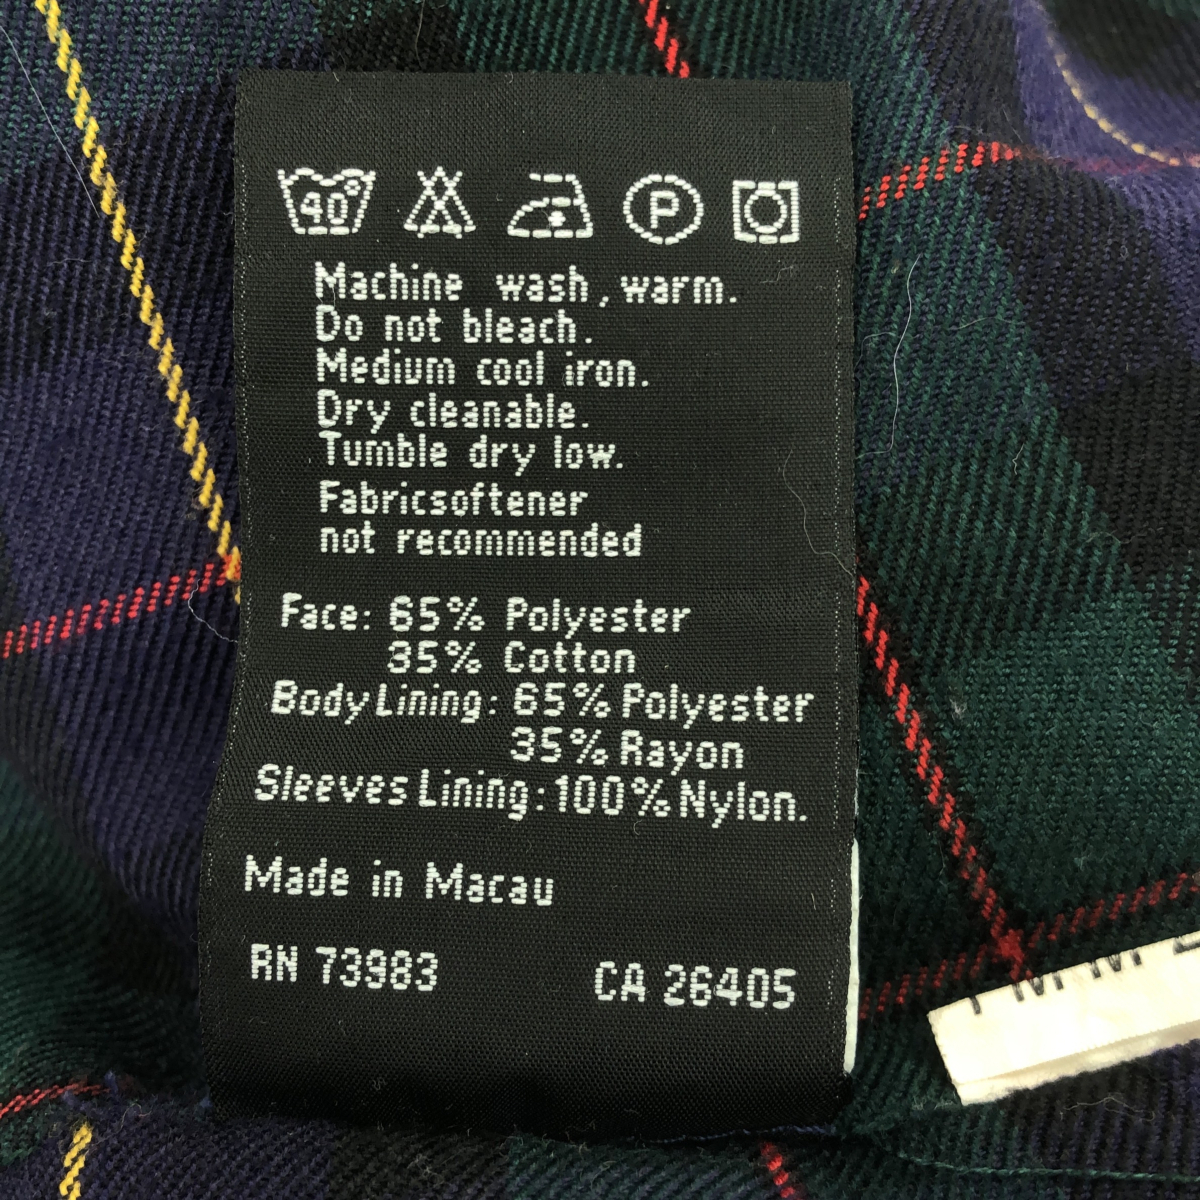 40°
P
Machine wash, warm.
Do not bleach.
Medium cool iron.
Dry cleanable.
Tumble dry low.
Fabricsoftener
not recommended
Face: 65% Polyester
35% Cotton
Body Lining: 65% Polyester
35% Rayon
Sleeves Lining: 100% Nylon.
Made in Macau
RN 73983
CA 26405